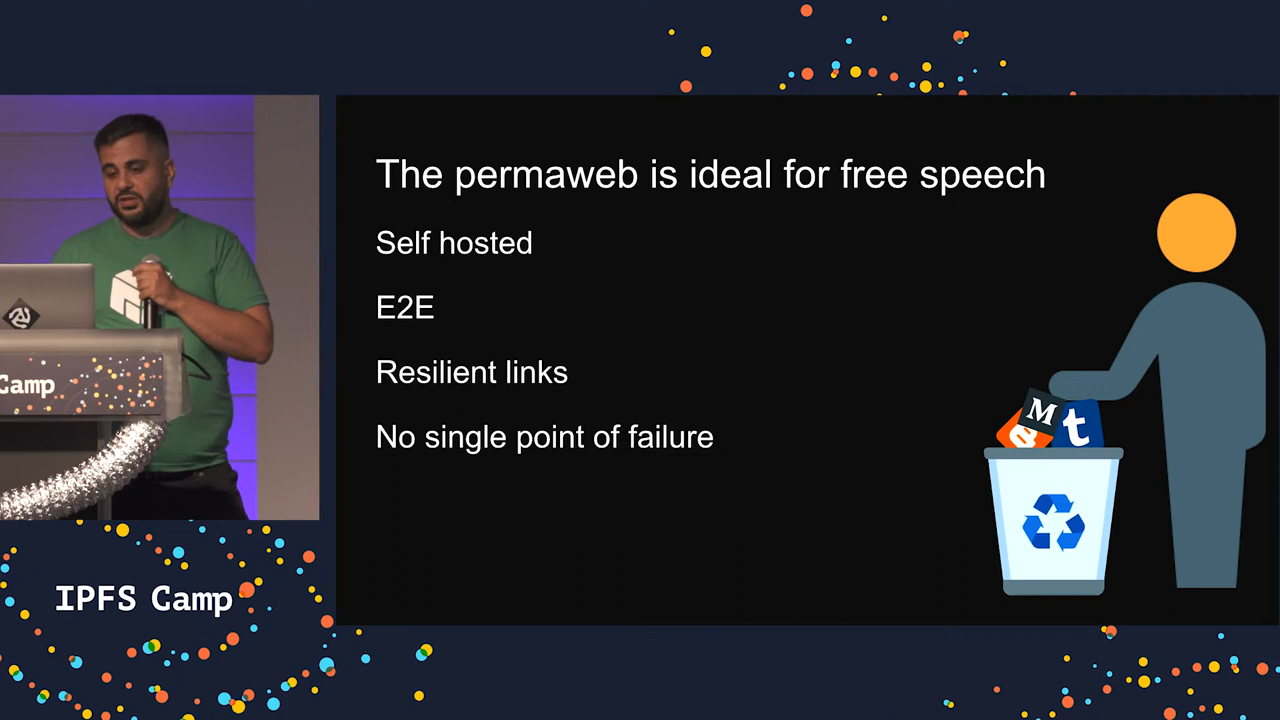 The permaweb is ideal for free speech
Self hosted
E2E
Resilient links
No single point of failure
M
t
Camp
IPFS Camp